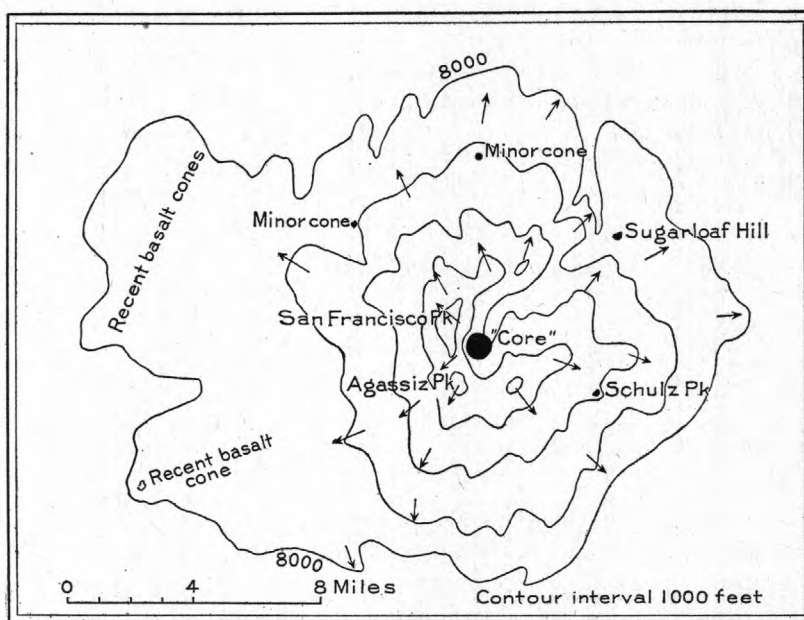 8000
Minor cone
Recent basalt cones
Minor cone
Sugarloaf Hill
San Francisco Pk
"Core"
Agassiz Pk
Schulz Pk
Recent basalt
cone
8000
0 4 8 Miles
Contour interval 1000 feet